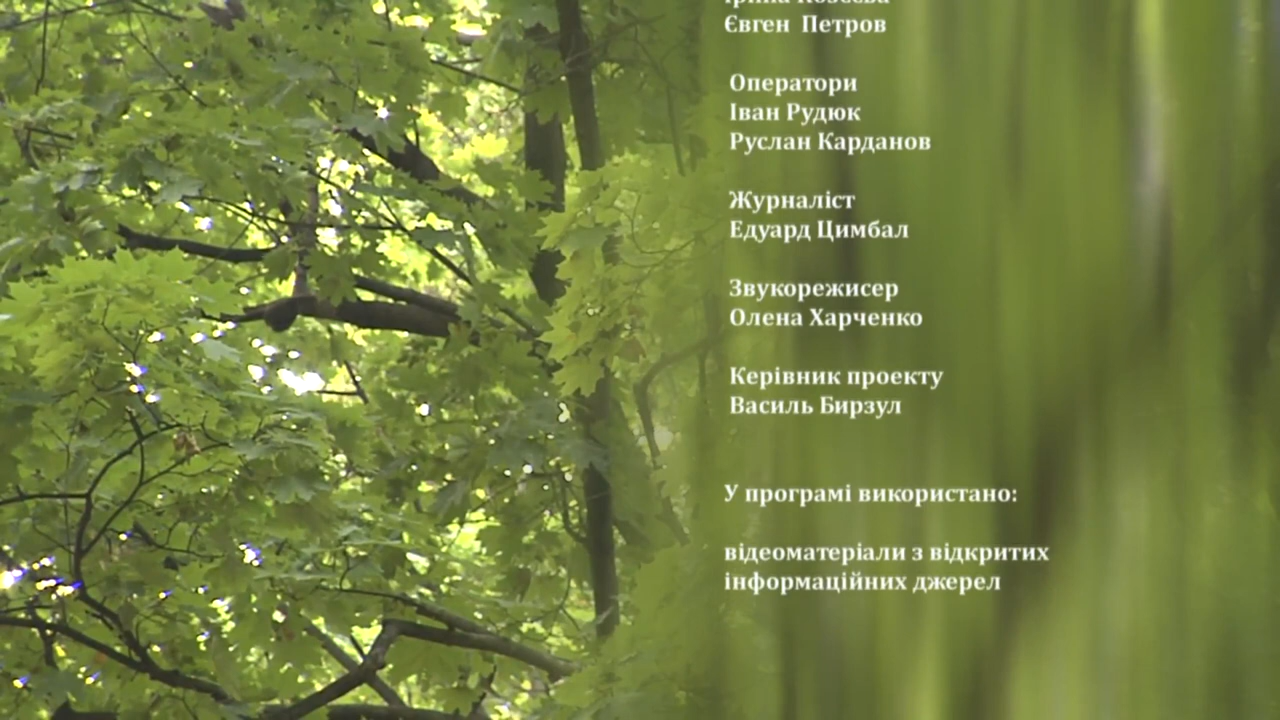 Євген Петров
Оператори
Іван Рудюк
Руслан Карданов
Журналіст
Едуард Цимбал
Звукорежисер
Олена Харченко
Керівник проекту
Василь Бирзул
У програмі використано:
відеоматеріали з відкритих
інформаційних джерел